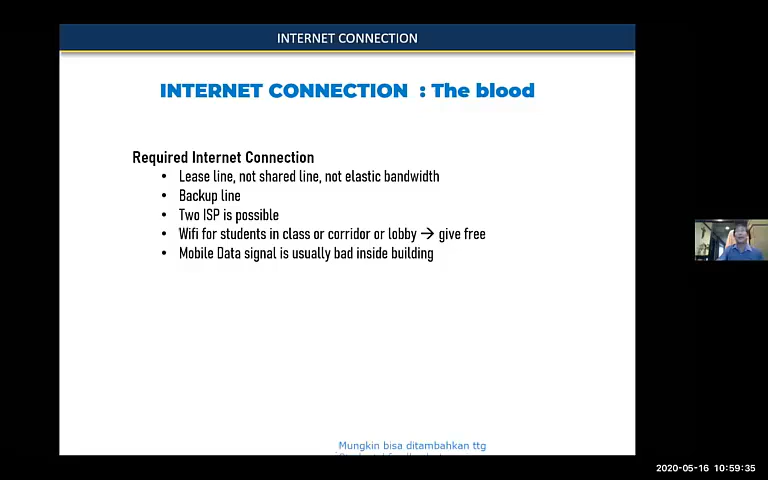 INTERNET CONNECTION
INTERNET CONNECTION : The blood
Required Internet Connection
• Lease line, not shared line, not elastic bandwidth
• Backup line
• Two ISP is possible
• Wifi for students in class or corridor or lobby → give free
• Mobile Data signal is usually bad inside building
Mungkin bisa ditambahkan ttg
2020-05-16 10:59:35